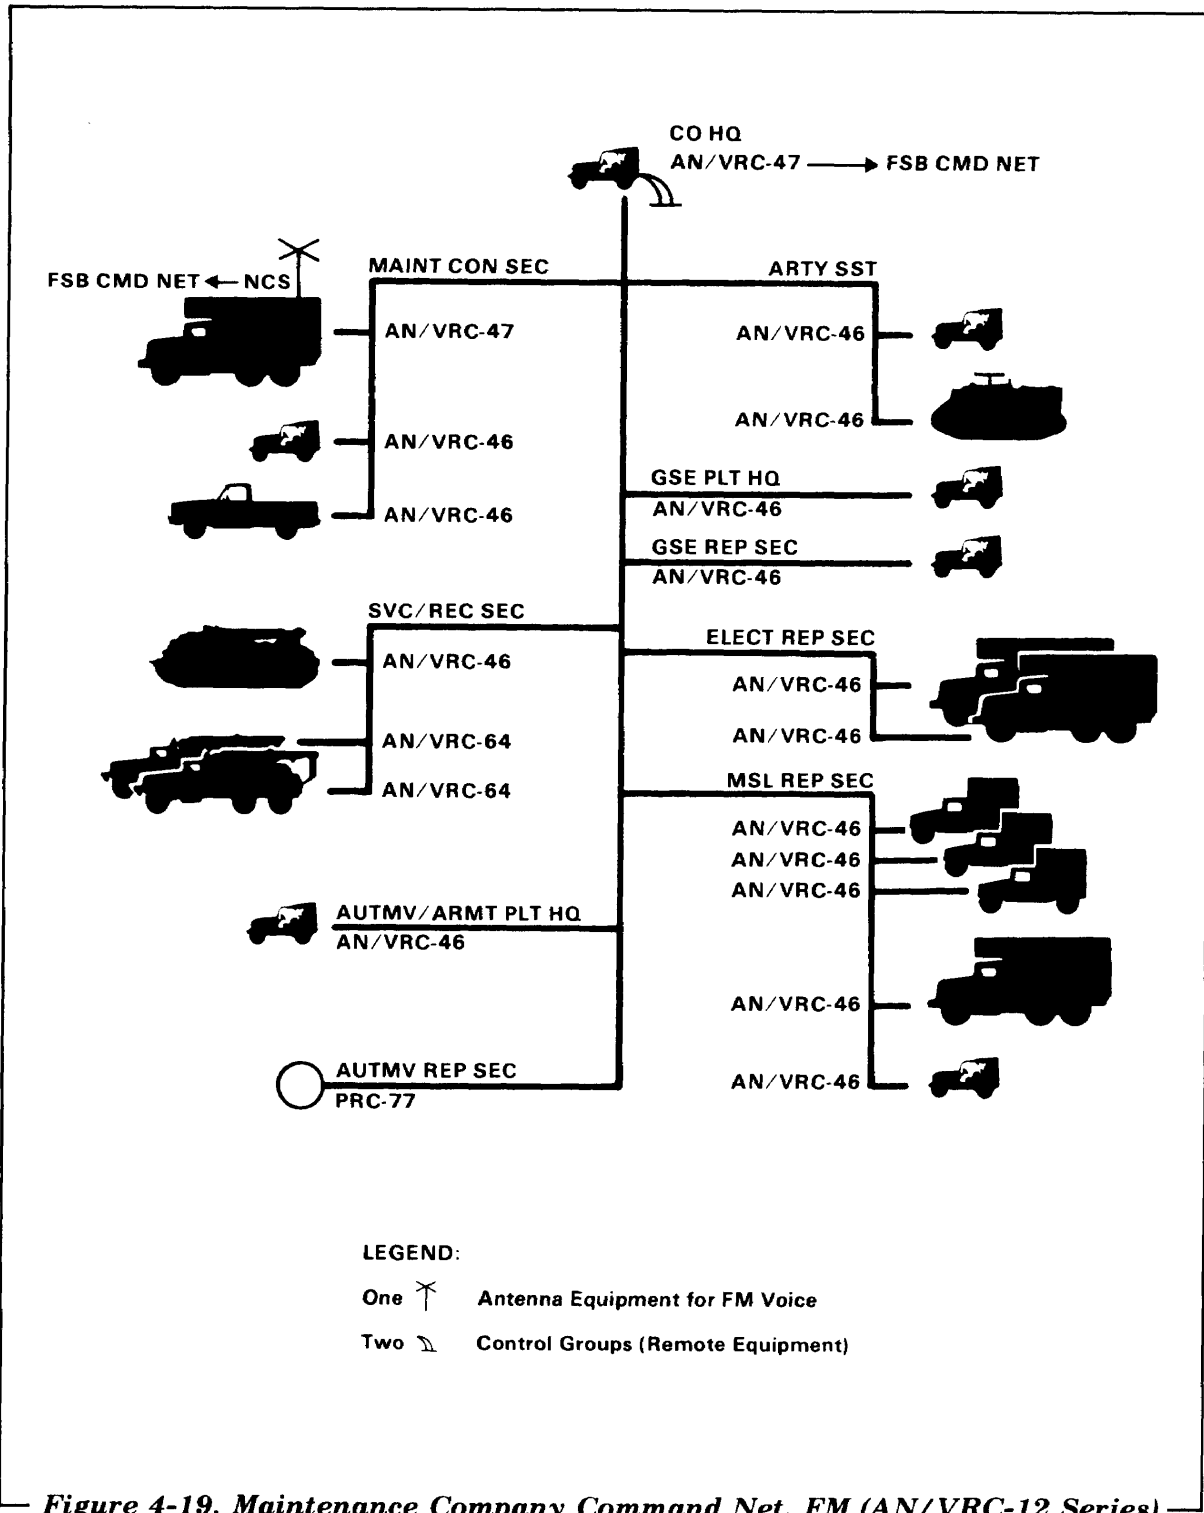 CO HQ
AN/VRC-47 → FSB CMD NET
FSB CMD NET ← NCS
MAINT CON SEC
AN/VRC-47
AN/VRC-46
AN/VRC-46
SVC/REC SEC
AN/VRC-46
AN/VRC-64
AN/VRC-64
AUTMV/ARMT PLT HQ
AN/VRC-46
AUTMV REP SEC
PRC-77
ARTY SST
AN/VRC-46
AN/VRC-46
GSE PLT HQ
AN/VRC-46
GSE REP SEC
AN/VRC-46
ELECT REP SEC
AN/VRC-46
AN/VRC-46
MSL REP SEC
AN/VRC-46
AN/VRC-46
AN/VRC-46
AN/VRC-46
AN/VRC-46
LEGEND:
One Antenna Equipment for FM Voice
Two Control Groups (Remote Equipment)
Figure 4-19. Maintenance Company Command Net, FM (AN/VRC-12 Series)